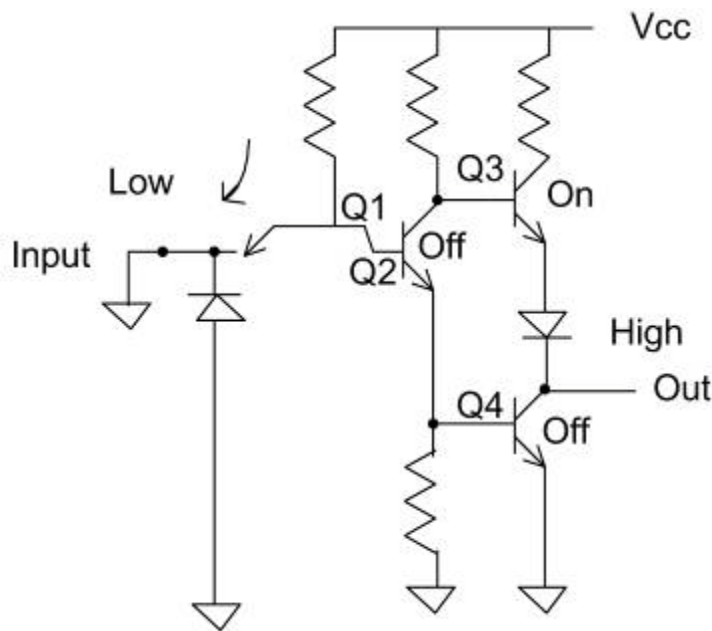 Vcc
Q3
Low
On
Q1
Input
Off
Q2
High
Out
Q4
Off